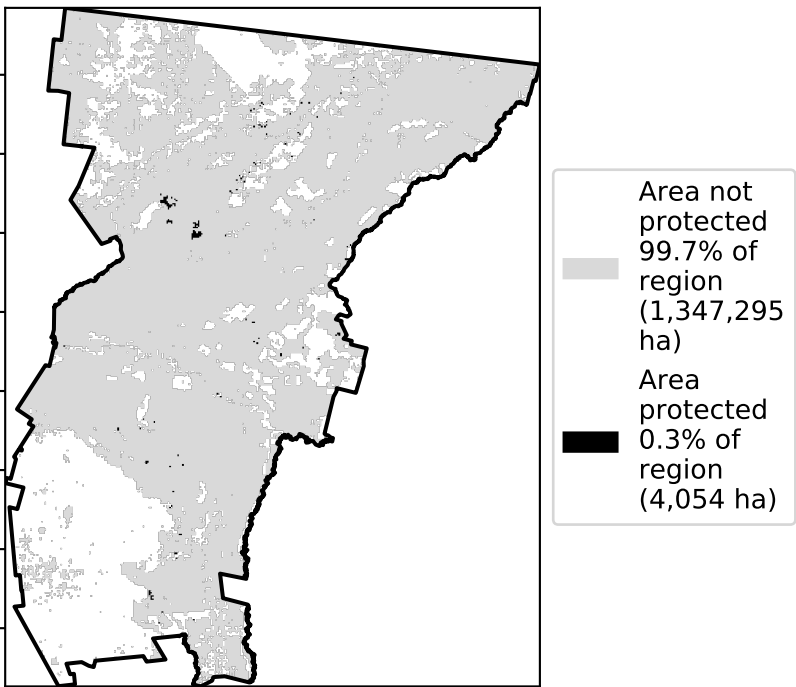 Area not
protected
99.7% of
region
(1,347,295
ha)
Area
protected
0.3% of
region
(4,054 ha)